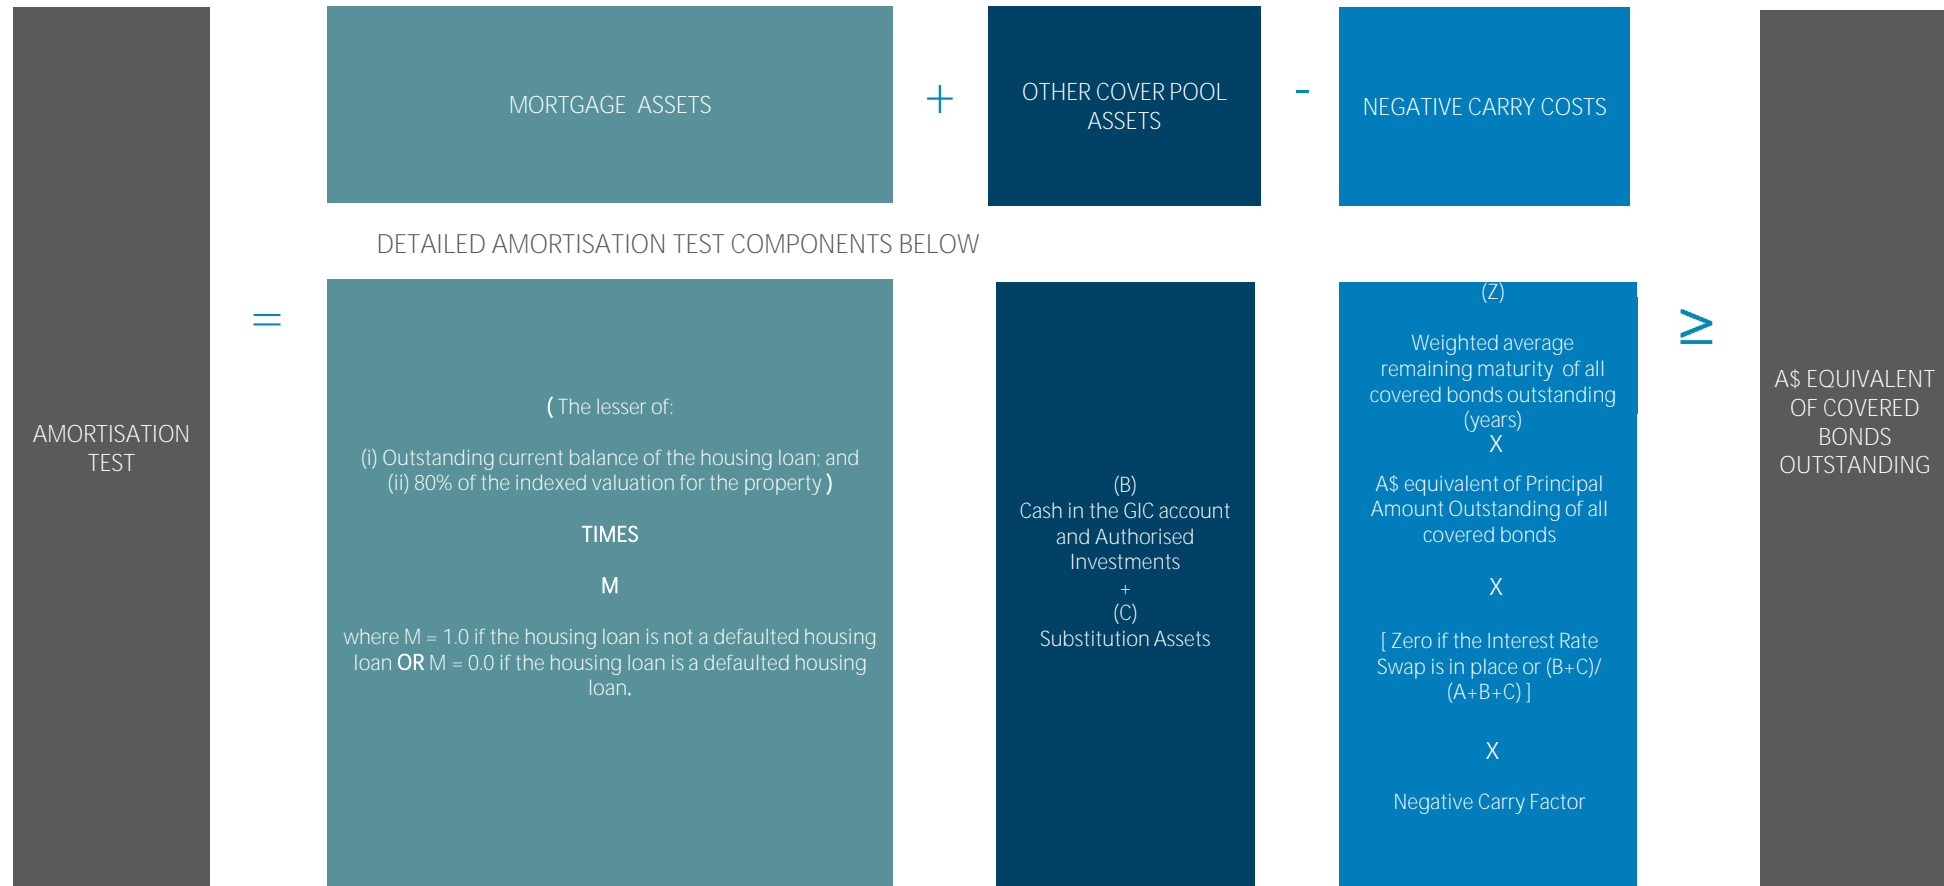 AMORTISATION
TEST
=
MORTGAGE ASSETS
+
OTHER COVER POOL
ASSETS
-
NEGATIVE CARRY COSTS
DETAILED AMORTISATION TEST COMPONENTS BELOW
( The lesser of:
(i) Outstanding current balance of the housing loan; and
(ii) 80% of the indexed valuation for the property )
TIMES
M
where M = 1.0 if the housing loan is not a defaulted housing
loan OR M = 0.0 if the housing loan is a defaulted housing
loan.
(B)
Cash in the GIC account
and Authorised
Investments
+
(C)
Substitution Assets
(Z)
Weighted average
remaining maturity of all
covered bonds outstanding
(years)
X
A$ equivalent of Principal
Amount Outstanding of all
covered bonds
X
[ Zero if the Interest Rate
Swap is in place or (B+C)/
(A+B+C) ]
X
Negative Carry Factor
≥
A$ EQUIVALENT
OF COVERED
BONDS
OUTSTANDING